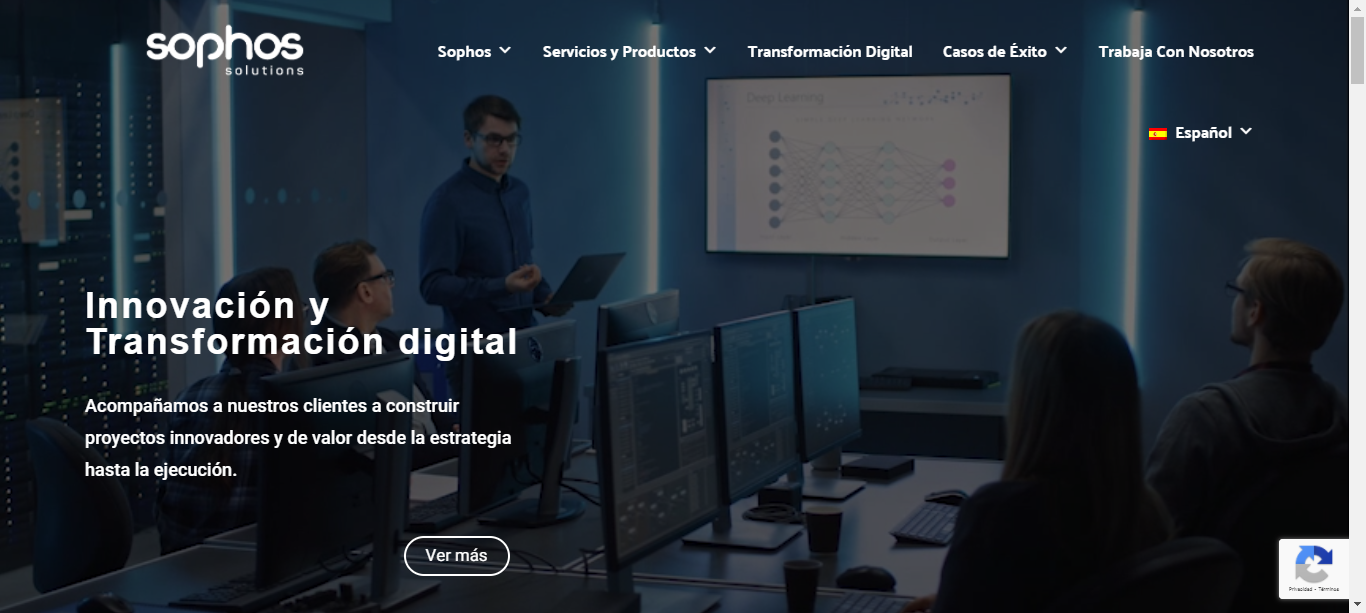 sophos
solutions
Sophos
Servicios y Productos
Transformación Digital
Casos de Éxito
Trabaja Con Nosotros
Español
Deep Learning
Innovación y
Transformación digital
Acompañamos a nuestros clientes a construir
proyectos innovadores y de valor desde la estrategia
hasta la ejecución.
Ver más
Privacidad - Términos